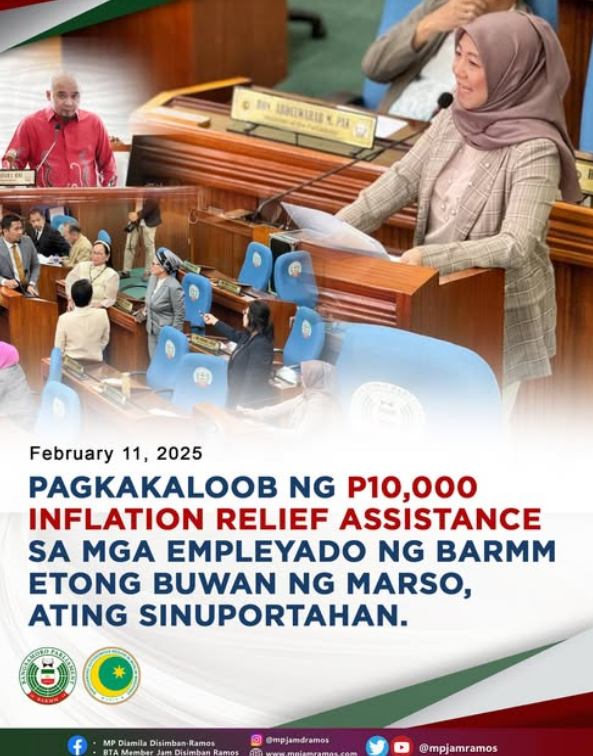 HON. ABDULWAHAB M. PAK
February 11, 2025
PAGKAKALOOB NG P10,000
INFLATION RELIEF ASSISTANCE
SA MGA EMPLEYADO NG BARMM
ETONG BUWAN NG MARSO,
ATING SINUPORTAHAN.
BANGSAMORO PARLIAMENT
MP Diamila Disimban-Ramos
BTA Member Jam Disimban Ramos
@mpjamdramos
www.mpjamdramos.com
@mpjamramos